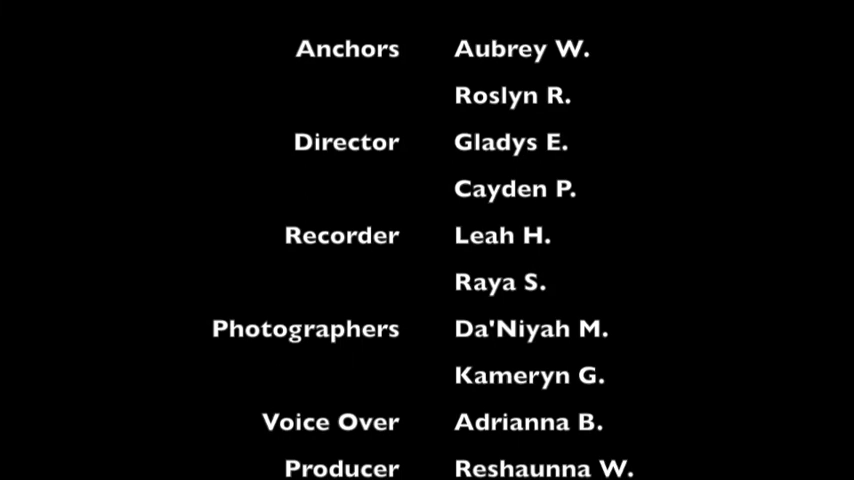 Anchors Aubrey W.
Roslyn R.
Director Gladys E.
Cayden P.
Recorder Leah H.
Raya S.
Photographers Da'Niyah M.
Kameryn G.
Voice Over Adrianna B.
Producer Reshaunna W.